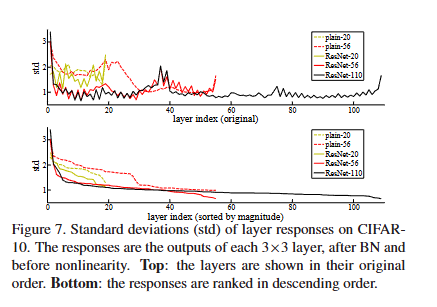 3
2
1
std
0
20
40
60
80
100
layer index (original)
plain-20
plain-56
ResNet-20
ResNet-56
ResNet-110
3
2
1
std
0
20
40
60
80
100
layer index (sorted by magnitude)
plain-20
plain-56
ResNet-20
ResNet-56
ResNet-110
Figure 7. Standard deviations (std) of layer responses on CIFAR-
10. The responses are the outputs of each 3×3 layer, after BN and
before nonlinearity. Top: the layers are shown in their original
order. Bottom: the responses are ranked in descending order.